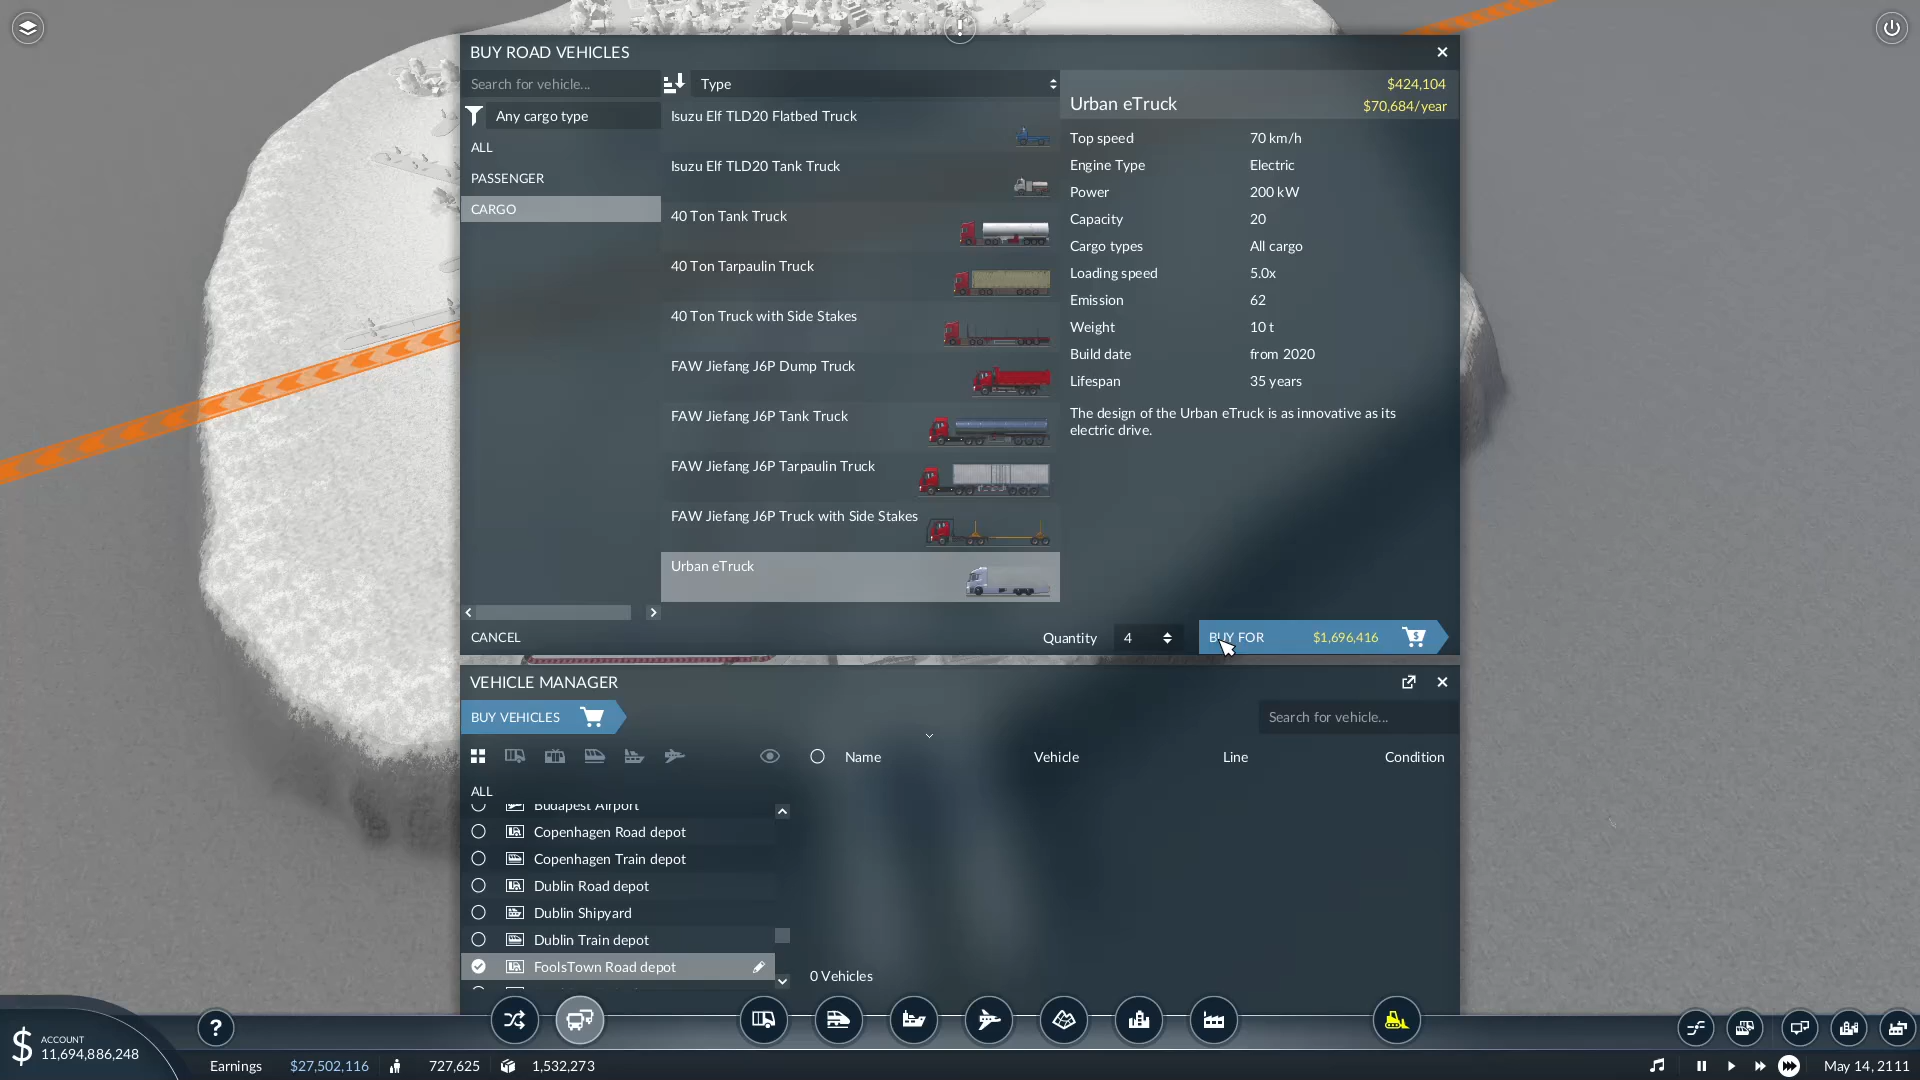 BUY ROAD VEHICLES
Search for vehicle...
Type
Any cargo type
ALL
PASSENGER
CARGO
Isuzu Elf TLD20 Flatbed Truck
Isuzu Elf TLD20 Tank Truck
40 Ton Tank Truck
40 Ton Tarpaulin Truck
40 Ton Truck with Side Stakes
FAW Jiefang J6P Dump Truck
FAW Jiefang J6P Tank Truck
FAW Jiefang J6P Tarpaulin Truck
FAW Jiefang J6P Truck with Side Stakes
Urban eTruck
$424,104
Urban eTruck
$70,684/year
Top speed 70 km/h
Engine Type Electric
Power 200 kW
Capacity 20
Cargo types All cargo
Loading speed 5.0x
Emission 62
Weight 10 t
Build date from 2020
Lifespan 35 years
The design of the Urban eTruck is as innovative as its
electric drive.
CANCEL
Quantity 4
BUY FOR $1,696,416
VEHICLE MANAGER
BUY VEHICLES
Search for vehicle...
Name Vehicle Line Condition
ALL
Budapest Airport
Copenhagen Road depot
Copenhagen Train depot
Dublin Road depot
Dublin Shipyard
Dublin Train depot
FoolsTown Road depot
0 Vehicles
?
$ ACCOUNT
11,694,886,248
Earnings $27,502,116 727,625 1,532,273
May 14, 2111